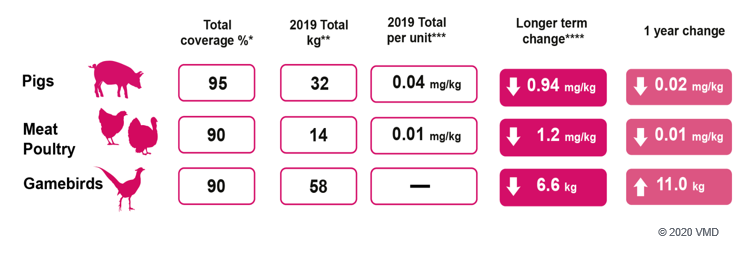 Total coverage %*
2019 Total kg**
2019 Total per unit***
Longer term change****
1 year change
Pigs 95 32 0.04 mg/kg 0.94 mg/kg 0.02 mg/kg
Meat Poultry 90 14 0.01 mg/kg 1.2 mg/kg 0.01 mg/kg
Gamebirds 90 58 — 6.6 kg 11.0 kg
© 2020 VMD